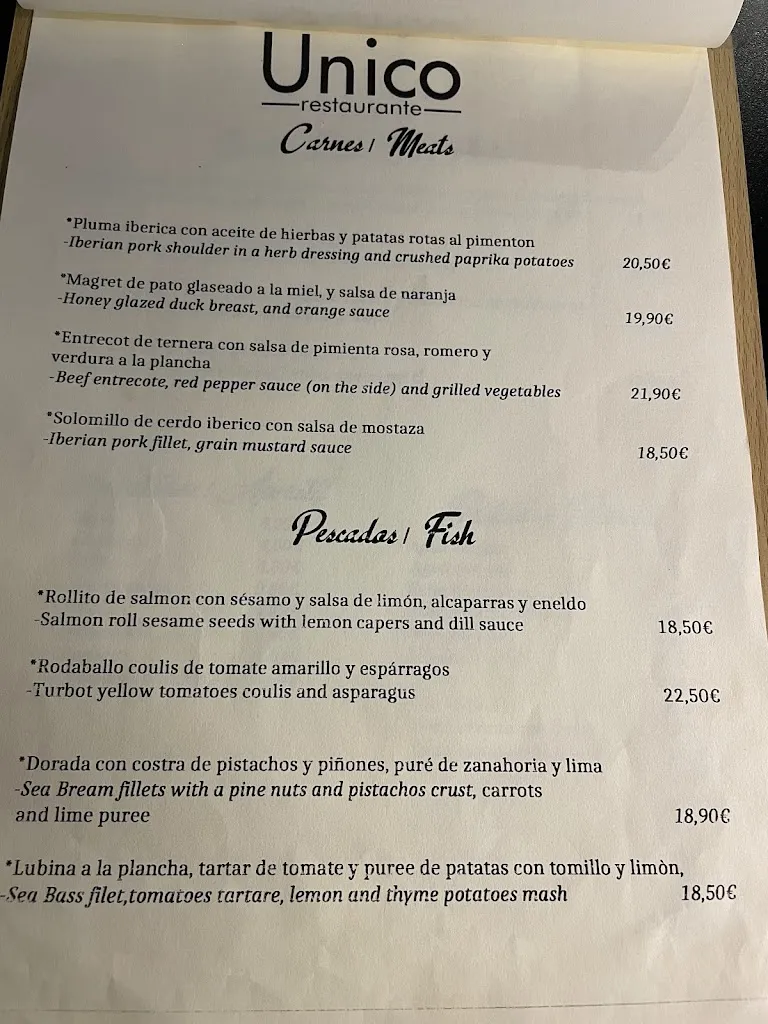 Unico
restaurante
Carnes / Meats
*Pluma iberica con aceite de hierbas y patatas rotas al pimenton
-Iberian pork shoulder in a herb dressing and crushed paprika potatoes 20,50€
*Magret de pato glaseado a la miel, y salsa de naranja
-Honey glazed duck breast, and orange sauce 19,90€
*Entrecot de ternera con salsa de pimienta rosa, romero y
verdura a la plancha
-Beef entrecote, red pepper sauce (on the side) and grilled vegetables 21,90€
*Solomillo de cerdo iberico con salsa de mostaza
-Iberian pork fillet, grain mustard sauce 18,50€
Pescados / Fish
*Rollito de salmon con sésamo y salsa de limón, alcaparras y eneldo
-Salmon roll sesame seeds with lemon capers and dill sauce 18,50€
*Rodaballo coulis de tomate amarillo y espárragos
-Turbot yellow tomatoes coulis and asparagus 22,50€
*Dorada con costra de pistachos y piñones, puré de zanahoria y lima
-Sea Bream fillets with a pine nuts and pistachos crust, carrots
and lime puree 18,90€
*Lubina a la plancha, tartar de tomate y puree de patatas con tomillo y limòn,
-Sea Bass filet,tomatoes tartare, lemon and thyme potatoes mash 18,50€